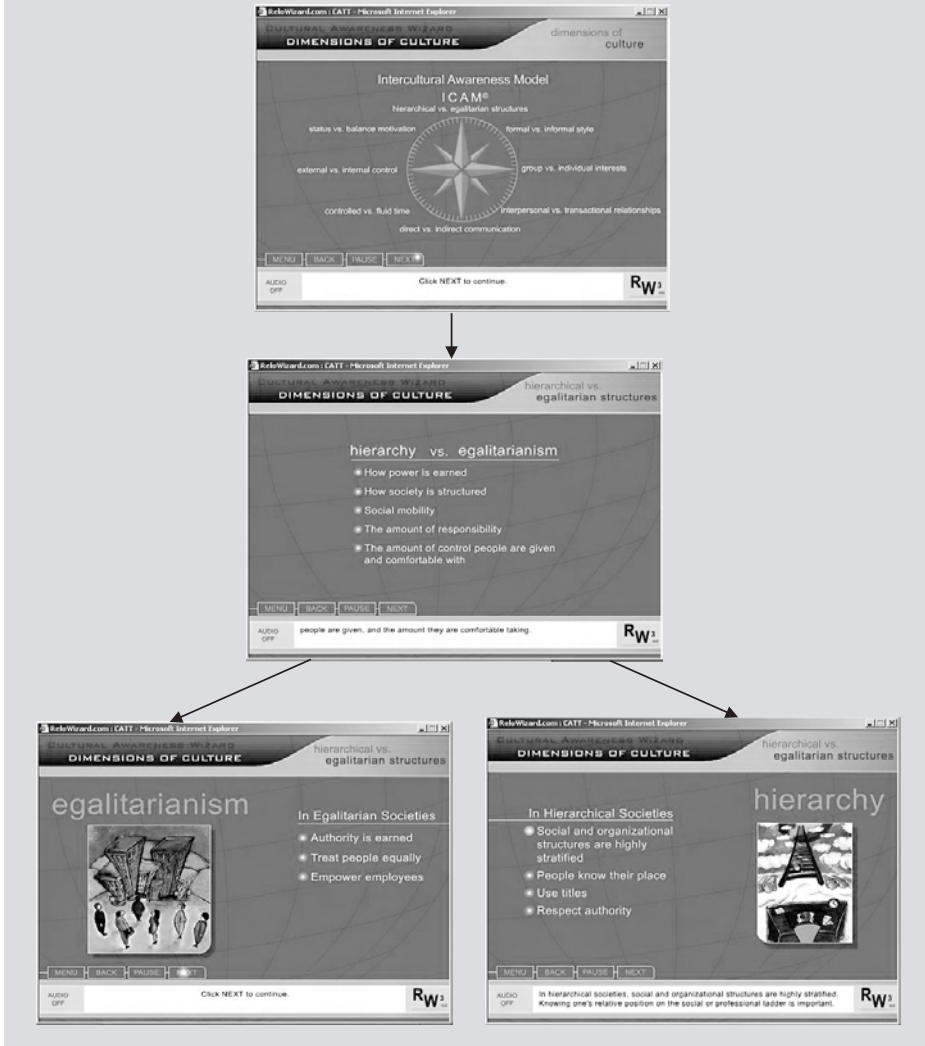 ReloWizard.com : CATT - Microsoft Internet Explorer
CULTURAL AWARENESS WIZARD
DIMENSIONS OF CULTURE
dimensions of
culture
Intercultural Awareness Model
ICAM©
hierarchical vs. egalitarian structures
status vs. balance motivation
formal vs. informal style
external vs. internal control
group vs. individual interests
controlled vs. fluid time
interpersonal vs. transactional relationships
direct vs. indirect communication
MENU BACK PAUSE NEXT
AUDIO
OFF
Click NEXT to continue.
RW3
ReloWizard.com : CATT - Microsoft Internet Explorer
CULTURAL AWARENESS WIZARD
DIMENSIONS OF CULTURE
hierarchical vs.
egalitarian structures
hierarchy vs. egalitarianism
How power is earned
How society is structured
Social mobility
The amount of responsibility
The amount of control people are given
and comfortable with
MENU BACK PAUSE NEXT
AUDIO
OFF
people are given, and the amount they are comfortable taking.
RW3
ReloWizard.com : CATT - Microsoft Internet Explorer
CULTURAL AWARENESS WIZARD
DIMENSIONS OF CULTURE
hierarchical vs.
egalitarian structures
egalitarianism
In Egalitarian Societies
Authority is earned
Treat people equally
Empower employees
MENU BACK PAUSE NEXT
AUDIO
OFF
Click NEXT to continue.
RW3
ReloWizard.com : CATT - Microsoft Internet Explorer
CULTURAL AWARENESS WIZARD
DIMENSIONS OF CULTURE
hierarchical vs.
egalitarian structures
hierarchy
In Hierarchical Societies
Social and organizational
structures are highly
stratified
People know their place
Use titles
Respect authority
MENU BACK PAUSE NEXT
AUDIO
OFF
In hierarchical societies, social and organizational structures are highly stratified.
Knowing one's relative position on the social or professional ladder is important.
RW3